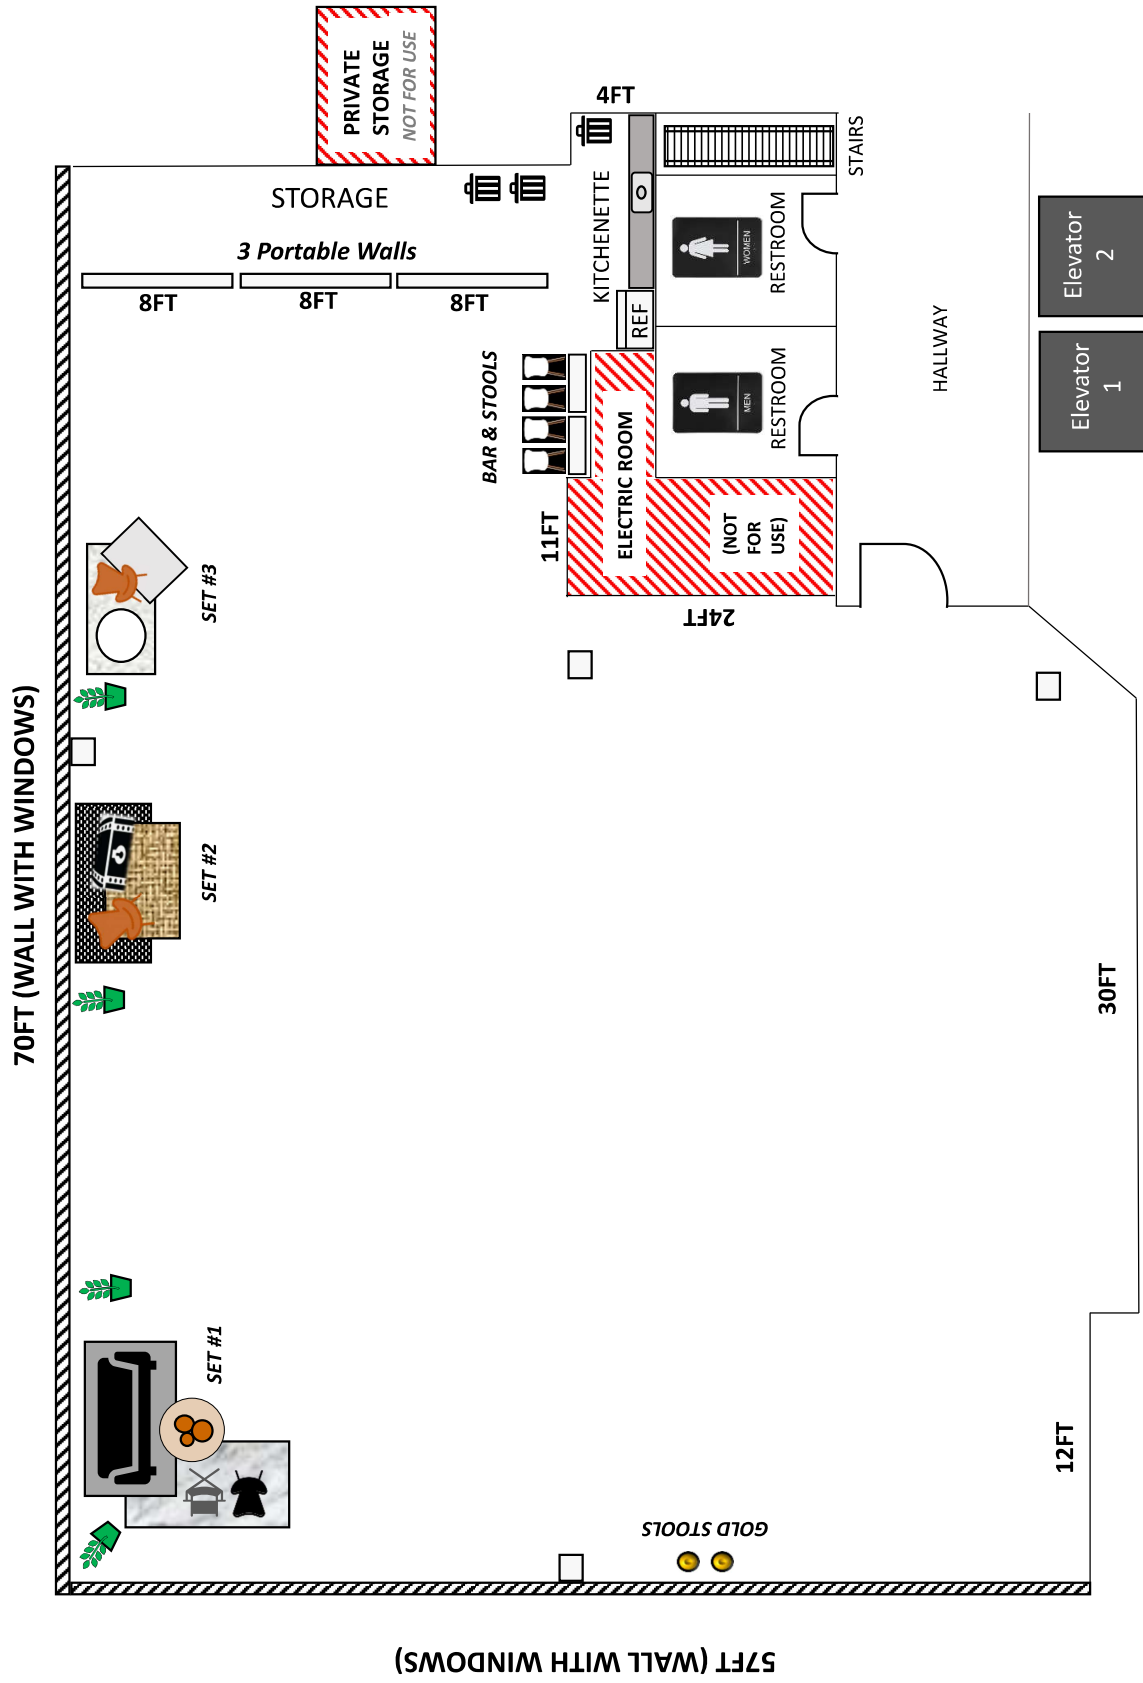 PRIVATE
STORAGE
NOT FOR USE
4FT
STORAGE
3 Portable Walls
8FT
8FT
8FT
KITCHENETTE
REF
STAIRS
WOMEN
RESTROOM
MEN
RESTROOM
HALLWAY
Elevator
2
Elevator
1
BAR & STOOLS
11FT
ELECTRIC ROOM
(NOT
FOR
USE)
24FT
SET #3
70FT (WALL WITH WINDOWS)
SET #2
30FT
SET #1
12FT
GOLD STOOLS
57FT (WALL WITH WINDOWS)